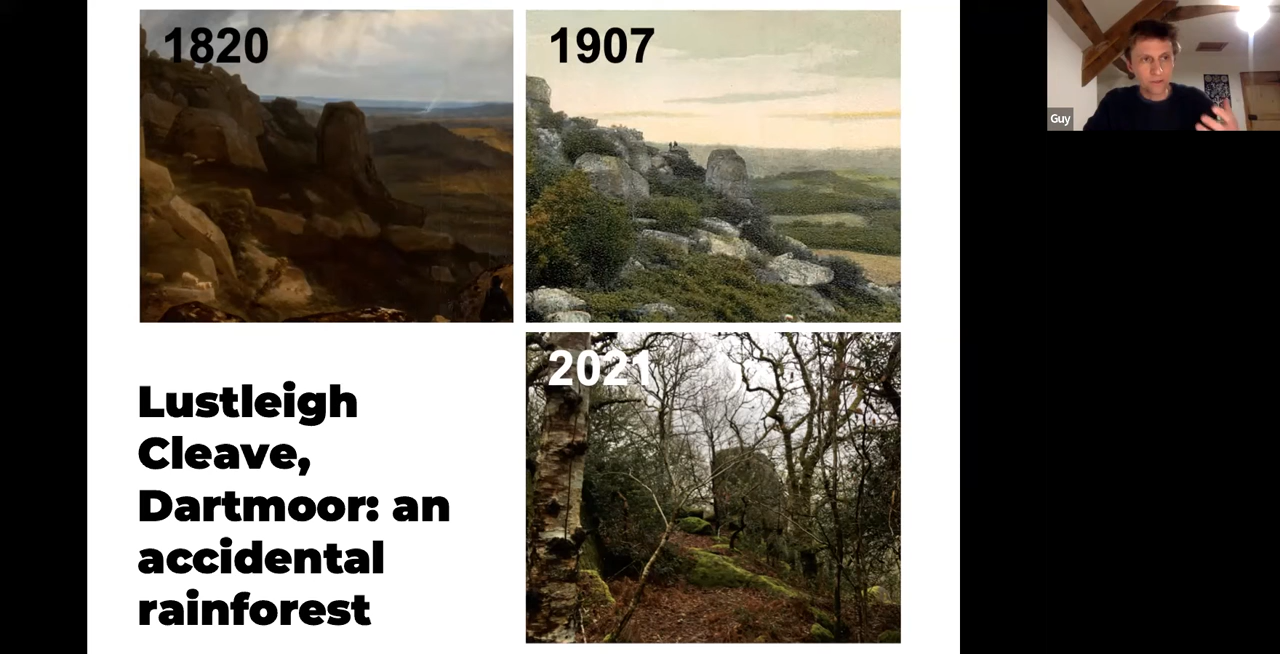 1820
1907
Guy
2021
Lustleigh
Cleave,
Dartmoor: an
accidental
rainforest